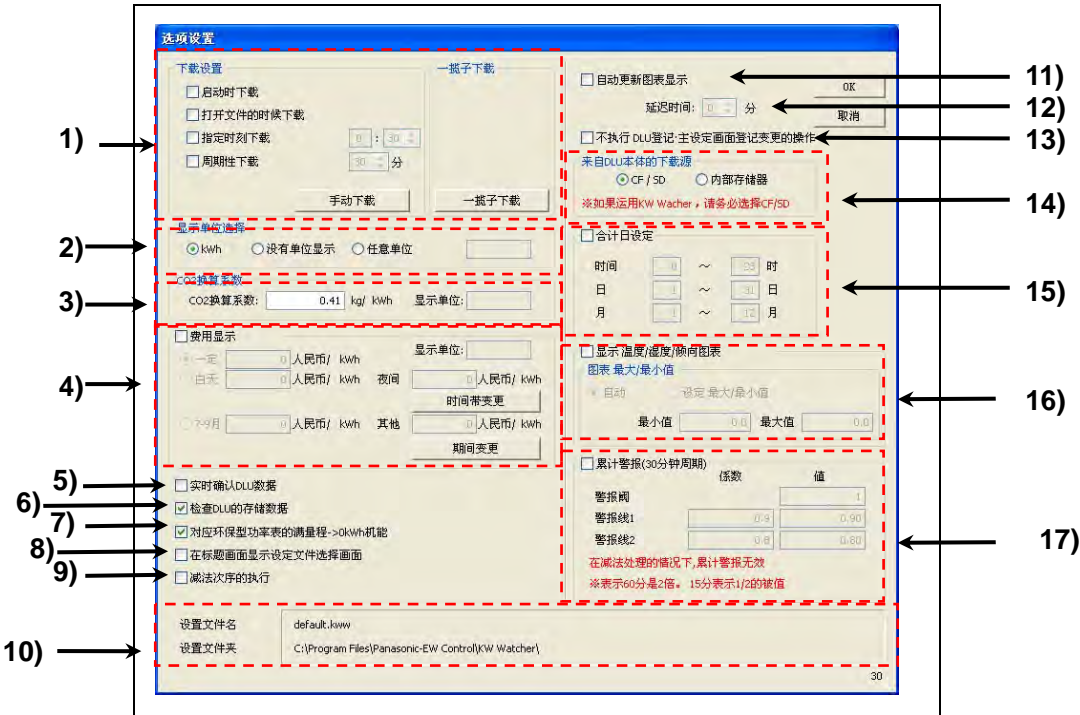 选项设置
下载设置
一揽子下载
启动时下载
打开文件的时候下载
指定时刻下载 0 : 30
周期性下载 30 分
手动下载
一揽子下载
1)
显示单位选择
kWh 没有单位显示 任意单位
2)
CO2换算系数
CO2换算系数: 0.41 kg/ kWh 显示单位:
3)
费用显示
显示单位:
一定 0 人民币/ kWh
白天 0 人民币/ kWh 夜间 0 人民币/ kWh
时间带变更
7-9月 0 人民币/ kWh 其他 0 人民币/ kWh
期间变更
4)
5)
实时确认DLU数据
6)
检查DLU的存储数据
7)
对应环保型功率表的满量程->0kWh机能
8)
在标题画面显示设定文件选择画面
9)
减法次序的执行
自动更新图表显示
11)
OK
延迟时间: 0 分
12)
取消
不执行 DLU登记·主设定画面登记变更的操作
13)
来自DLU本体的下载源
CF / SD 内部存储器
※如果运用KW Wacher，请务必选择CF/SD
14)
合计日设定
时间 0 ～ 23 时
日 1 ～ 31 日
月 1 ～ 12 月
15)
显示 温度/湿度/倾向图表
图表 最大/最小值
自动 设定 最大/最小值
最小值 0.0 最大值 0.0
16)
累计警报(30分钟周期)
係数 值
警报阀 1
警报线1 0.9 0.90
警报线2 0.8 0.80
在减法处理的情况下,累计警报无效
※表示60分是2倍。 15分表示1/2的被值
17)
设置文件名 default.kww
设置文件夹 C:\Program Files\Panasonic-EW Control\KW Watcher\
10)
30